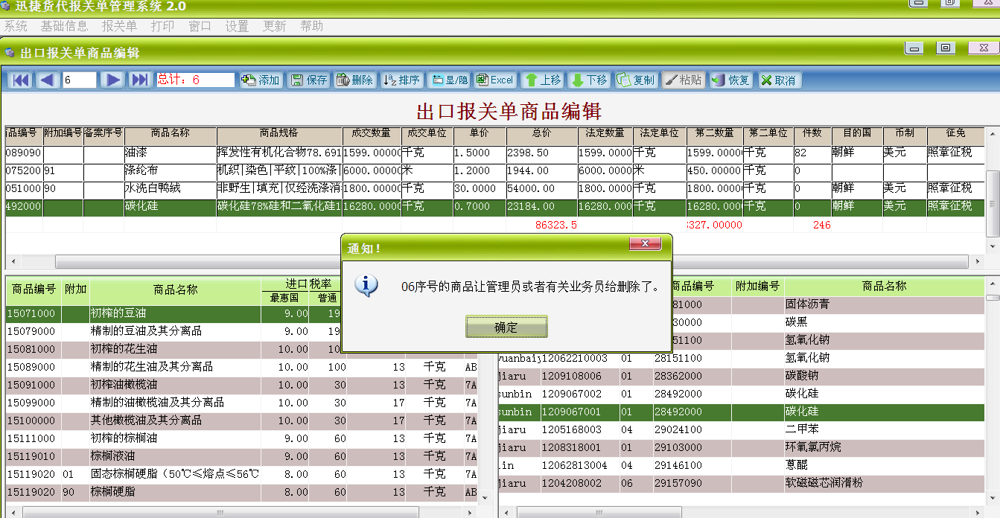 迅捷货代报关单管理系统 2.0
系统 基础信息 报关单 打印 窗口 设置 更新 帮助
出口报关单商品编辑
6 总计：6 添加 保存 删除 排序 显/隐 Excel 上移 下移 复制 粘贴 恢复 取消
出口报关单商品编辑
品编号 附加编号 备案序号 商品名称 商品规格 成交数量 成交单位 单价 总价 法定数量 法定单位 第二数量 第二单位 件数 目的国 币制 征免
089090 油漆 挥发性有机化合物78.691 1599.00000 千克 1.5000 2398.50 1599.0000 千克 1599.0000 千克 82 朝鲜 美元 照章征税
075200 91 涤纶布 机织|染色|平纹|100%涤| 6000.00000 米 1.2000 1944.00 6000.0000 米 450.00000 千克 0
051000 90 水洗白鸭绒 非野生|填充|仅经洗涤消 1800.00000 千克 30.0000 54000.00 1800.0000 千克 1800.0000 千克 0 朝鲜 美元 照章征税
492000 碳化硅 碳化硅78%硅和二氧化硅1 16280.0000 千克 0.7000 23184.00 16280.000 千克 16280.000 千克 0 朝鲜 美元 照章征税
86323.5 327.00000 246
通知！
06序号的商品让管理员或者有关业务员给删除了。
确定
商品编号 附加 商品名称 进口税率
最惠国 普通
15071000 初榨的豆油 9.00 19
15079000 精制的豆油及其分离品 9.00 19
15081000 初榨的花生油 10.00 10
15089000 精制的花生油及其分离品 10.00 100 13 千克 AB
15091000 初榨油橄榄油 10.00 30 13 千克 7A
15099000 精制的油橄榄油及其分离品 10.00 30 17 千克 7A
15100000 其他橄榄油及其分离品 10.00 30 17 千克 7A
15111000 初榨的棕榈油 9.00 60 13 千克 7A
15119010 棕榈液油 9.00 60 13 千克 7A
15119020 01 固态棕榈硬脂（50℃≤熔点≤56℃ 8.00 60 13 千克 7A
15119020 90 棕榈硬脂 8.00 60 13 千克 AB
商品编号 附加编号 商品名称
81000 固体沥青
30000 碳黑
51100 氢氧化钠
yuanbaiy 12062210003 01 28151100 氢氧化钠
jiaru 1209108006 01 28362000 碳酸钠
sunbin 1209067002 01 28492000 碳化硅
sunbin 1209067001 01 28492000 碳化硅
jiaru 1205168003 04 29024100 二甲苯
jiaru 1208318001 01 29103000 环氧氯丙烷
lin 12062813004 04 29146100 蒽醌
jiaru 1204208002 06 29157090 软磁磁芯润滑粉